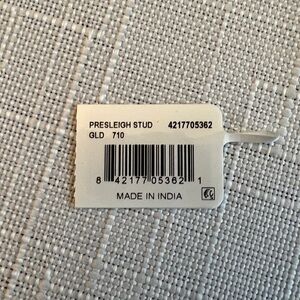 PRESLEIGH STUD 4217705362
GLD 710
8 42177 05362 1
MADE IN INDIA